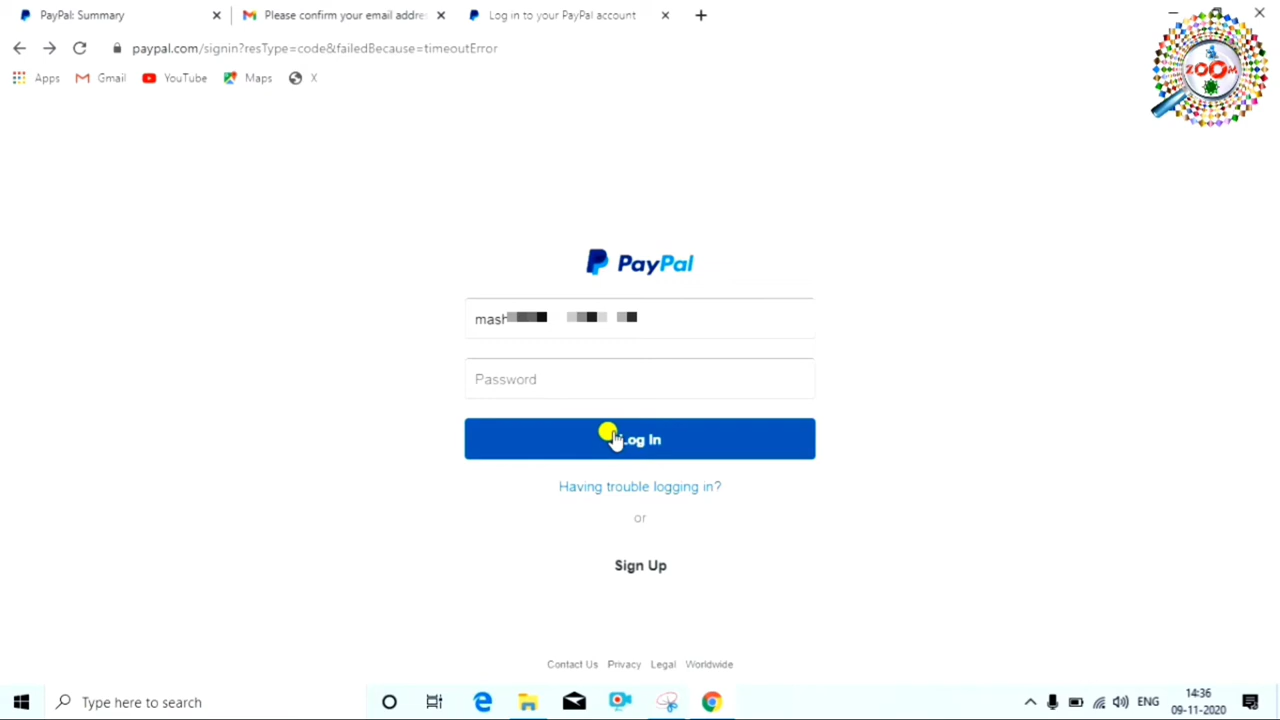 PayPal: Summary
Please confirm your email addre
Log in to your PayPal account
paypal.com/signin?resType=code&failedBecause=timeoutError
Apps
Gmail
YouTube
Maps
X
ZOOM
PayPal
mash
Password
Log In
Having trouble logging in?
or
Sign Up
Contact Us Privacy Legal Worldwide
Type here to search
ENG
14:36
09-11-2020